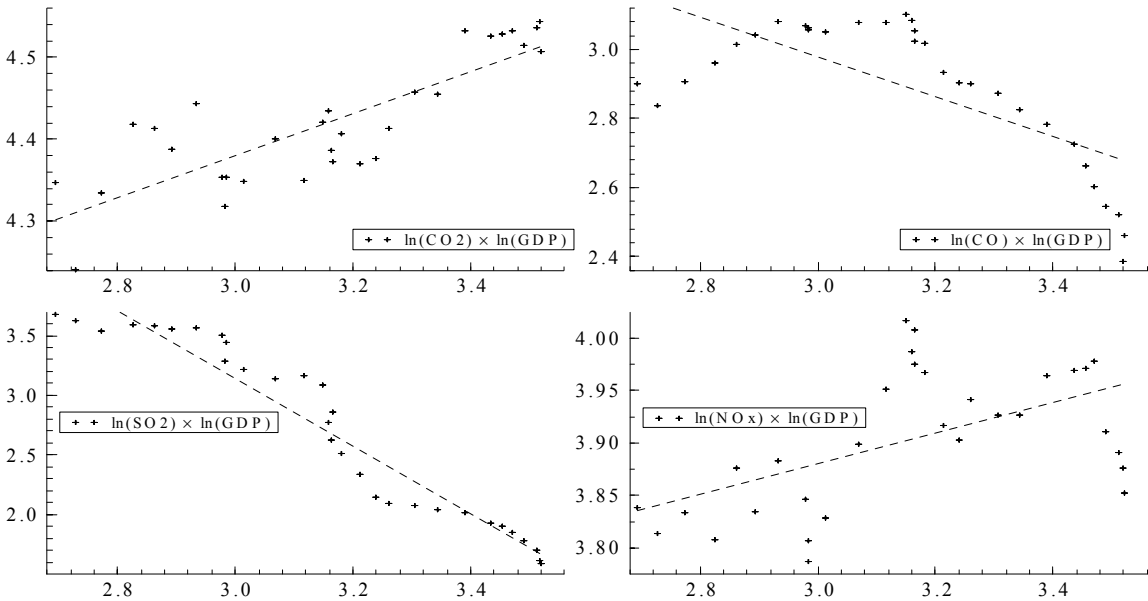 4.5
4.4
4.3
ln(CO2) × ln(GDP)
2.8 3.0 3.2 3.4
3.0
2.8
2.6
2.4
ln(CO) × ln(GDP)
2.8 3.0 3.2 3.4
3.5
3.0
2.5
2.0
ln(SO2) × ln(GDP)
2.8 3.0 3.2 3.4
4.00
3.95
3.90
3.85
3.80
ln(NOx) × ln(GDP)
2.8 3.0 3.2 3.4